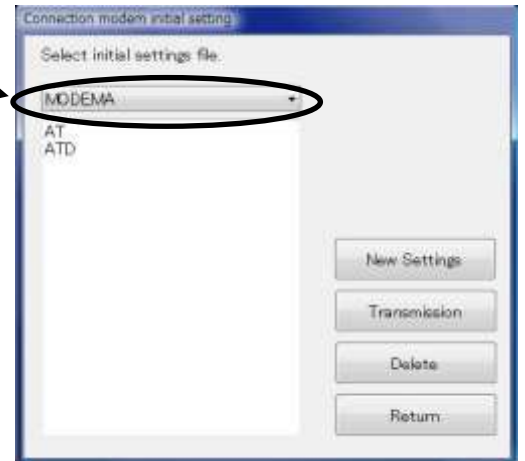 Connection modem initial setting
Select initial settings file.
MODEMA
AT
ATD
New Settings
Transmission
Delete
Return